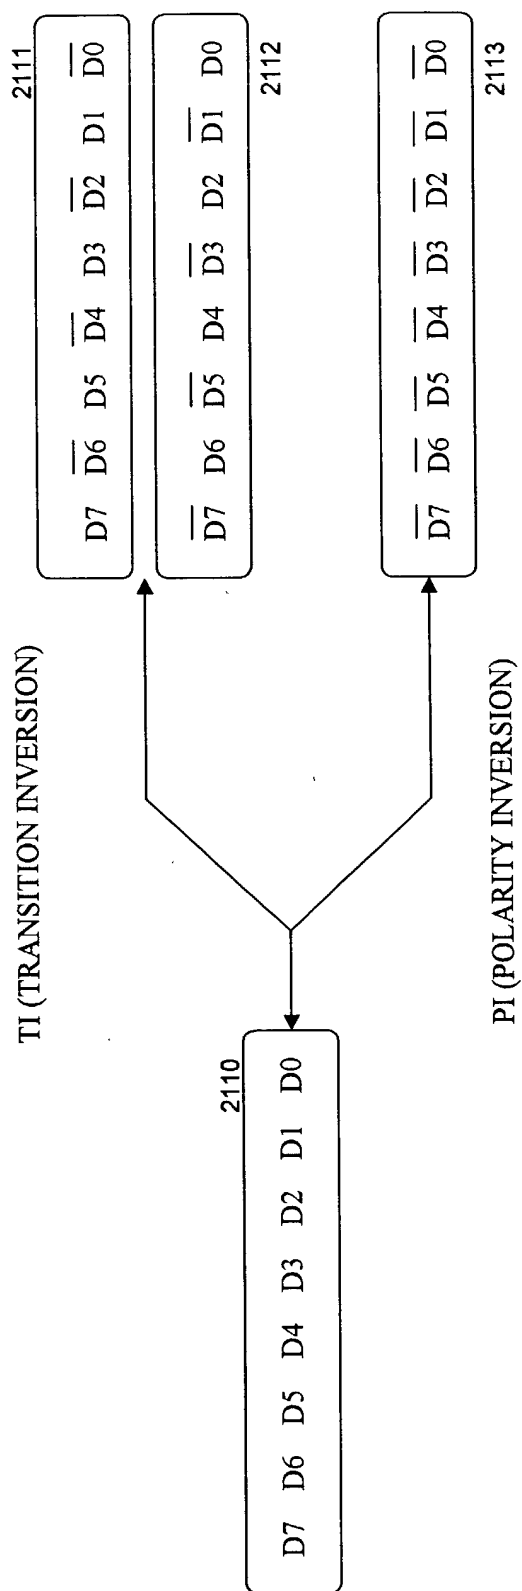 TI (TRANSITION INVERSION)
2111
D7 D̅6̅ D5 D̅4̅ D3 D̅2̅ D1 D̅0̅
D̅7̅ D6 D̅5̅ D4 D̅3̅ D2 D̅1̅ D0
2112
2110
D7 D6 D5 D4 D3 D2 D1 D0
D̅7̅ D̅6̅ D̅5̅ D̅4̅ D̅3̅ D̅2̅ D̅1̅ D̅0̅
2113
PI (POLARITY INVERSION)